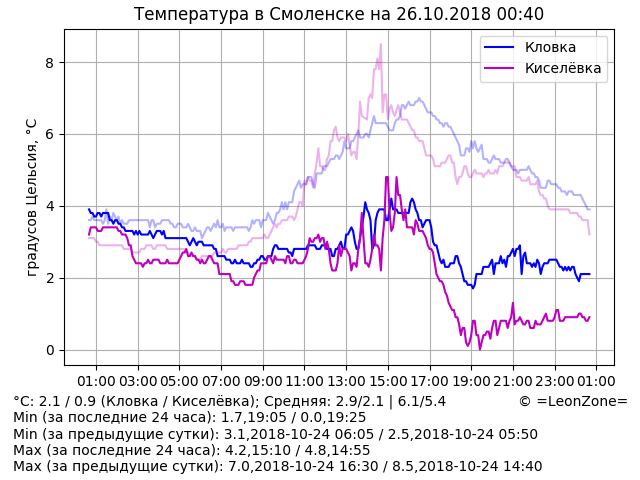 Температура в Смоленске на 26.10.2018 00:40
Кловка
Киселёвка
градусов Цельсия, °C
8
6
4
2
0
01:00 03:00 05:00 07:00 09:00 11:00 13:00 15:00 17:00 19:00 21:00 23:00 01:00
°C: 2.1 / 0.9 (Кловка / Киселёвка); Средняя: 2.9/2.1 | 6.1/5.4 © =LeonZone=
Min (за последние 24 часа): 1.7,19:05 / 0.0,19:25
Min (за предыдущие сутки): 3.1,2018-10-24 06:05 / 2.5,2018-10-24 05:50
Max (за последние 24 часа): 4.2,15:10 / 4.8,14:55
Max (за предыдущие сутки): 7.0,2018-10-24 16:30 / 8.5,2018-10-24 14:40